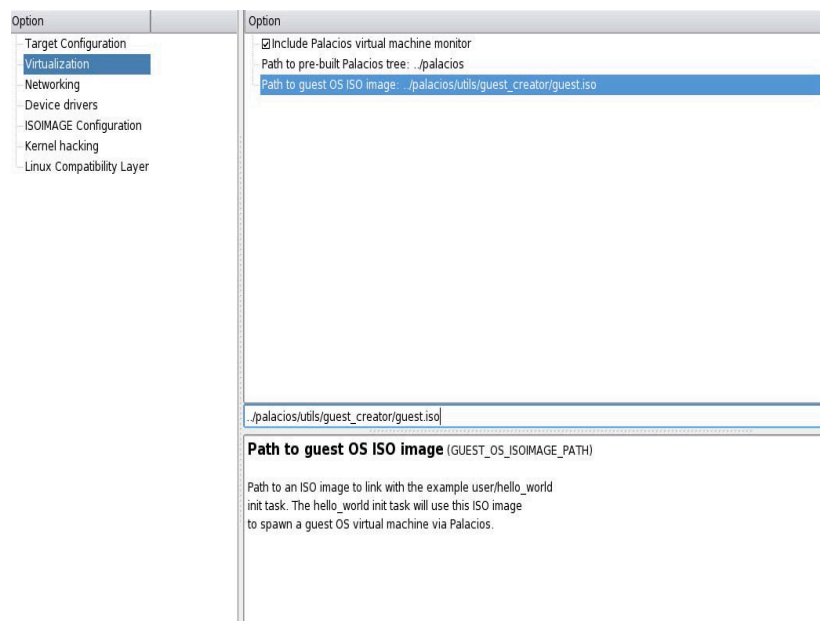 Option
Target Configuration
Virtualization
Networking
Device drivers
ISOIMAGE Configuration
Kernel hacking
Linux Compatibility Layer
Option
Include Palacios virtual machine monitor
Path to pre-built Palacios tree: ../palacios
Path to guest OS ISO image: ../palacios/utils/guest_creator/guest.iso
../palacios/utils/guest_creator/guest.iso
Path to guest OS ISO image (GUEST_OS_ISOIMAGE_PATH)
Path to an ISO image to link with the example user/hello_world
init task. The hello_world init task will use this ISO image
to spawn a guest OS virtual machine via Palacios.